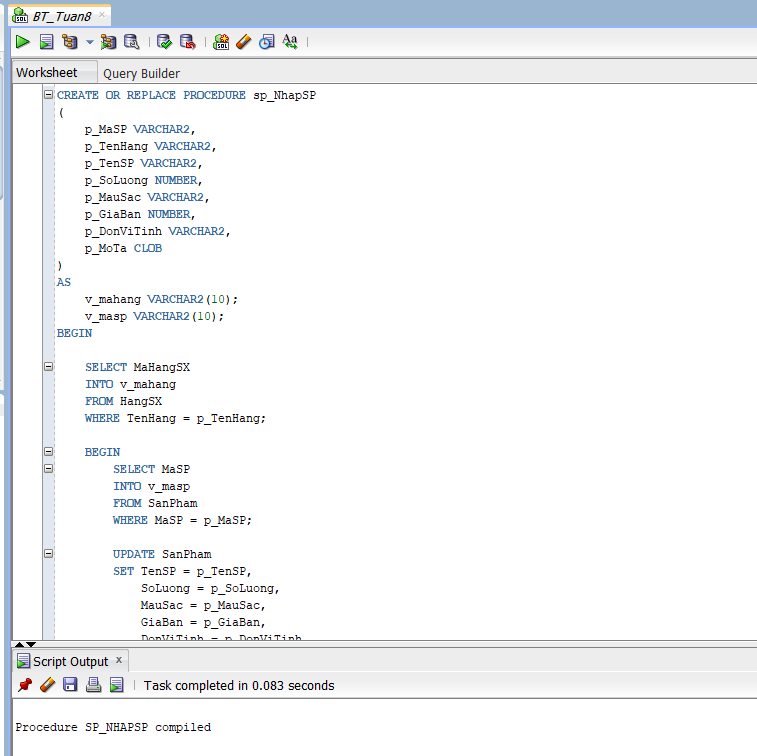 BT_Tuan8
Worksheet Query Builder
CREATE OR REPLACE PROCEDURE sp_NhapSP
(
    p_MaSP VARCHAR2,
    p_TenHang VARCHAR2,
    p_TenSP VARCHAR2,
    p_SoLuong NUMBER,
    p_MauSac VARCHAR2,
    p_GiaBan NUMBER,
    p_DonViTinh VARCHAR2,
    p_MoTa CLOB
)
AS
    v_mahang VARCHAR2(10);
    v_masp VARCHAR2(10);
BEGIN
    SELECT MaHangSX
    INTO v_mahang
    FROM HangSX
    WHERE TenHang = p_TenHang;
    BEGIN
        SELECT MaSP
        INTO v_masp
        FROM SanPham
        WHERE MaSP = p_MaSP;
        UPDATE SanPham
        SET TenSP = p_TenSP,
            SoLuong = p_SoLuong,
            MauSac = p_MauSac,
            GiaBan = p_GiaBan,
            DonViTinh = p_DonViTinh
Script Output x
Task completed in 0.083 seconds
Procedure SP_NHAPSP compiled